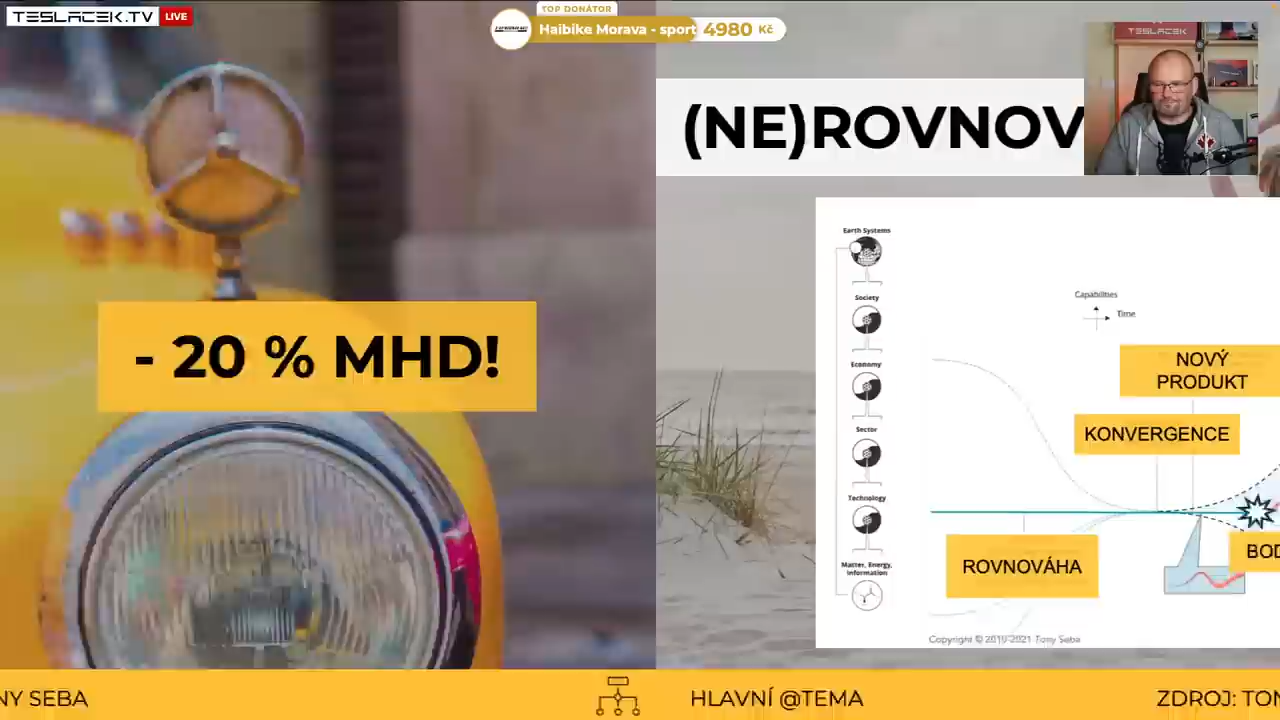 TESLACEK.TV LIVE
TOP DONÁTOR
Haibike Morava - sport 4980 Kč
TESLACEK
(NE)ROVNOV
- 20 % MHD!
Earth Systems
Society
Economy
Sector
Technology
Matter, Energy,
Information
Capabilities
Time
NOVÝ
PRODUKT
KONVERGENCE
ROVNOVÁHA
BOD
Copyright © 2019-2021 Tony Seba
NY SEBA
HLAVNÍ @TEMA
ZDROJ: TON